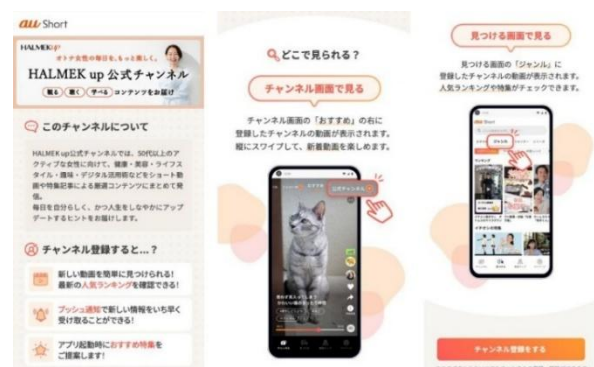 au Short
HALMEK up
オトナ女性の毎日を、もっと楽しく。
HALMEK up 公式チャンネル
観る 聴く 学べる コンテンツをお届け
このチャンネルについて
HALMEK up公式チャンネルでは、50代以上のア
クティブな女性に向けて、健康・美容・ライフス
タイル・趣味・デジタル活用術などをショート動
画や特集記事による厳選コンテンツにまとめて発
信。
毎日を自分らしく、かつ人生をしなやかにアップ
デートするヒントをお届けします。
チャンネル登録すると...？
新しい動画を簡単に見つけられる!
最新の人気ランキングを確認できる!
プッシュ通知で新しい情報をいち早く
受け取ることができる!
アプリ起動時におすすめ特集を
ご提案します!
どこで見られる？
チャンネル画面で見る
チャンネル画面の「おすすめ」の右に
登録したチャンネルの動画が表示されます。
縦にスワイプして、新着動画を楽しめます。
おすすめ
公式チャンネル
見つける画面で見る
見つける画面の「ジャンル」に
登録したチャンネルの動画が表示されます。
人気ランキングや特集がチェックできます。
au Short
ジャンル
ランキング
チャンネル登録をする